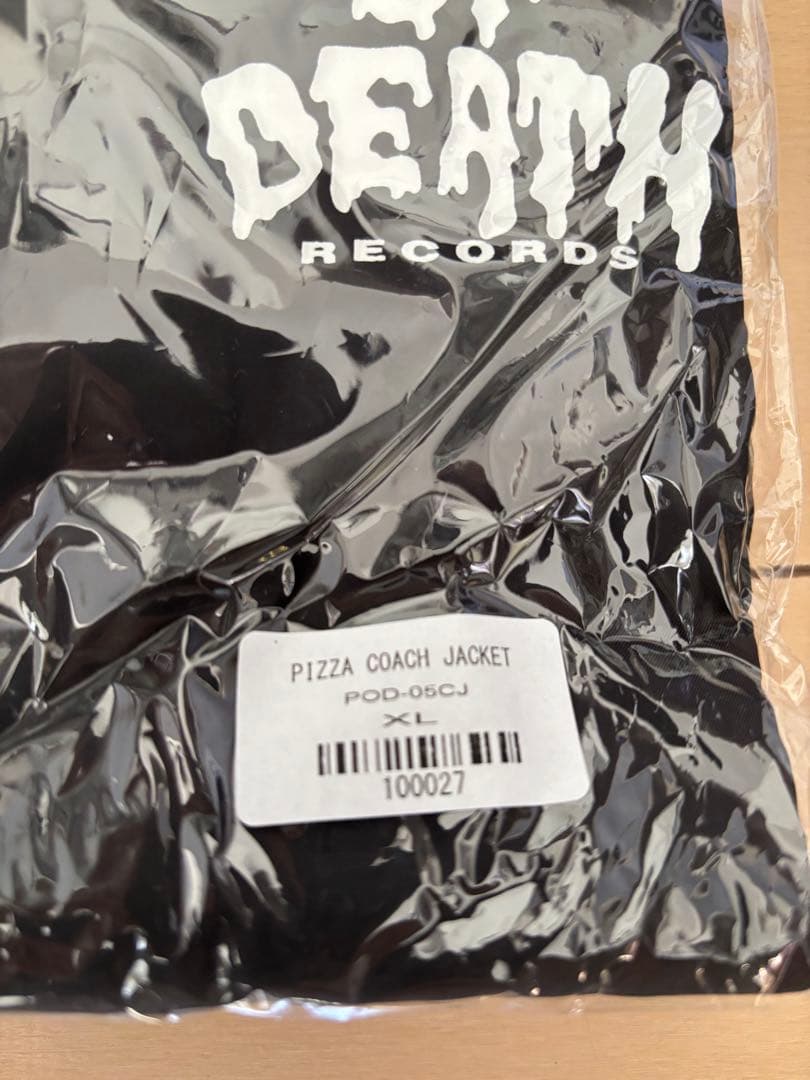 DEATH
RECORDS
PIZZA COACH JACKET
POD-05CJ
XL
100027